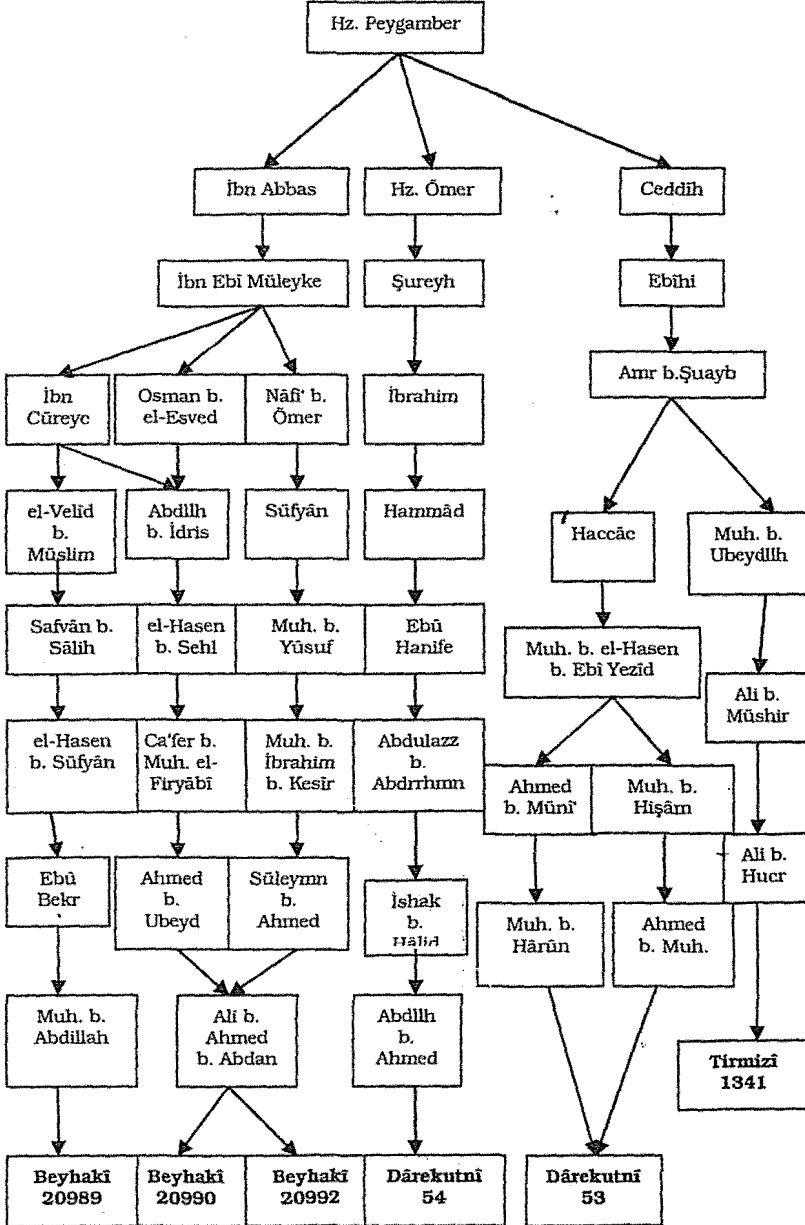 Hz. Peygamber
İbn Abbas
Hz. Ömer
Ceddîh
İbn Ebî Müleyke
Şureyh
Ebîhi
Amr b.Şuayb
İbn
Cüreyc
Osman b.
el-Esved
Nâfi' b.
Ömer
İbrahim
el-Velîd
b.
Müslim
Abdllh
b. İdris
Süfyân
Hammâd
Haccâc
Muh. b.
Ubeydllh
Safvân b.
Sâlih
el-Hasen
b. Sehl
Muh. b.
Yûsuf
Ebû
Hanife
Muh. b. el-Hasen
b. Ebî Yezîd
Ali b.
Müshir
el-Hasen
b. Süfyân
Ca'fer b.
Muh. el-
Firyâbî
Muh. b.
İbrahim
b. Kesîr
Abdulazz
b.
Abdrrhmn
Ahmed
b. Münî'
Muh. b.
Hişâm
Ali b.
Hucr
Ebû
Bekr
Ahmed
b.
Ubeyd
Süleymn
b.
Ahmed
İshak
b.
Hâlid
Muh. b.
Hârûn
Ahmed
b. Muh.
Muh. b.
Abdillah
Ali b.
Ahmed
b. Abdan
Abdllh
b.
Ahmed
Tirmizî
1341
Beyhakî
20989
Beyhakî
20990
Beyhakî
20992
Dârekutnî
54
Dârekutnî
53